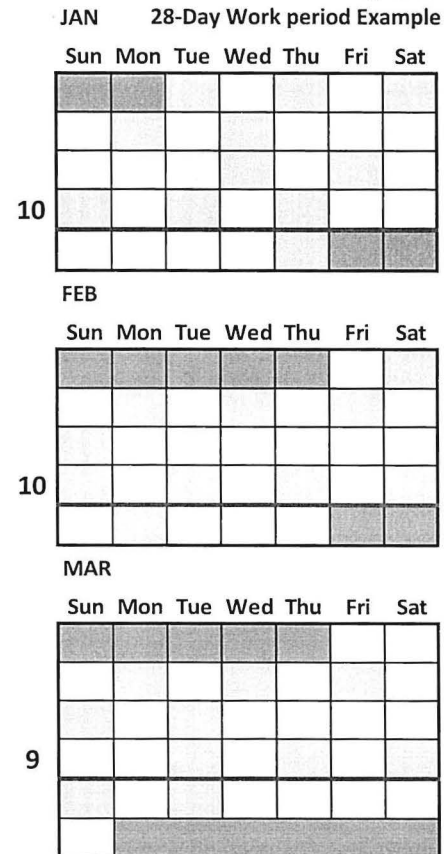 JAN 28-Day Work period Example
Sun Mon Tue Wed Thu Fri Sat
10
FEB
Sun Mon Tue Wed Thu Fri Sat
10
MAR
Sun Mon Tue Wed Thu Fri Sat
9